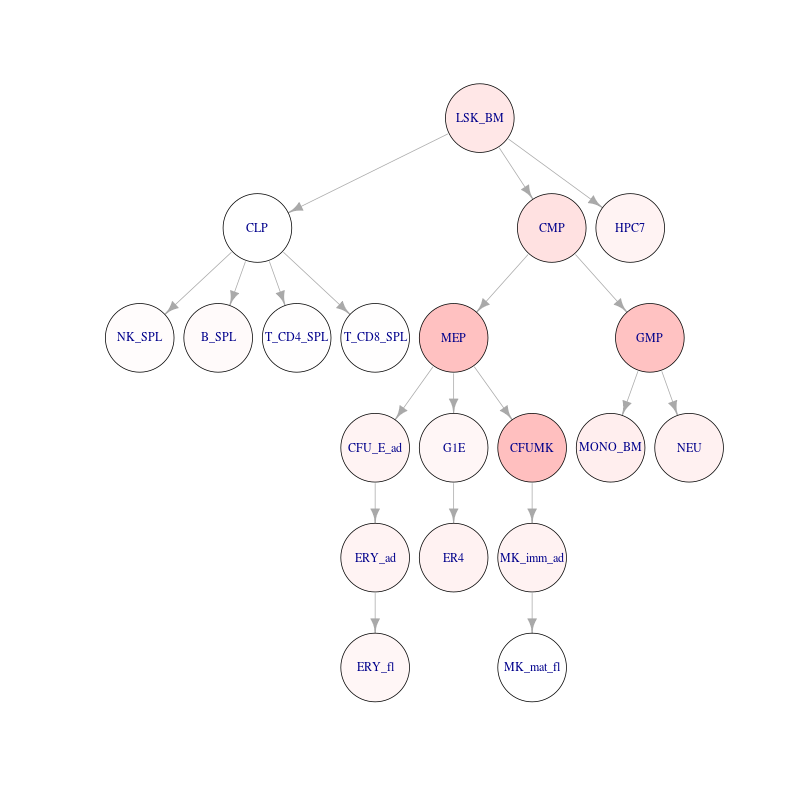 LSK_BM
CLP
CMP
HPC7
NK_SPL
B_SPL
T_CD4_SPL
T_CD8_SPL
MEP
GMP
CFU_E_ad
G1E
CFUMK
MONO_BM
NEU
ERY_ad
ER4
MK_imm_ad
ERY_fl
MK_mat_fl